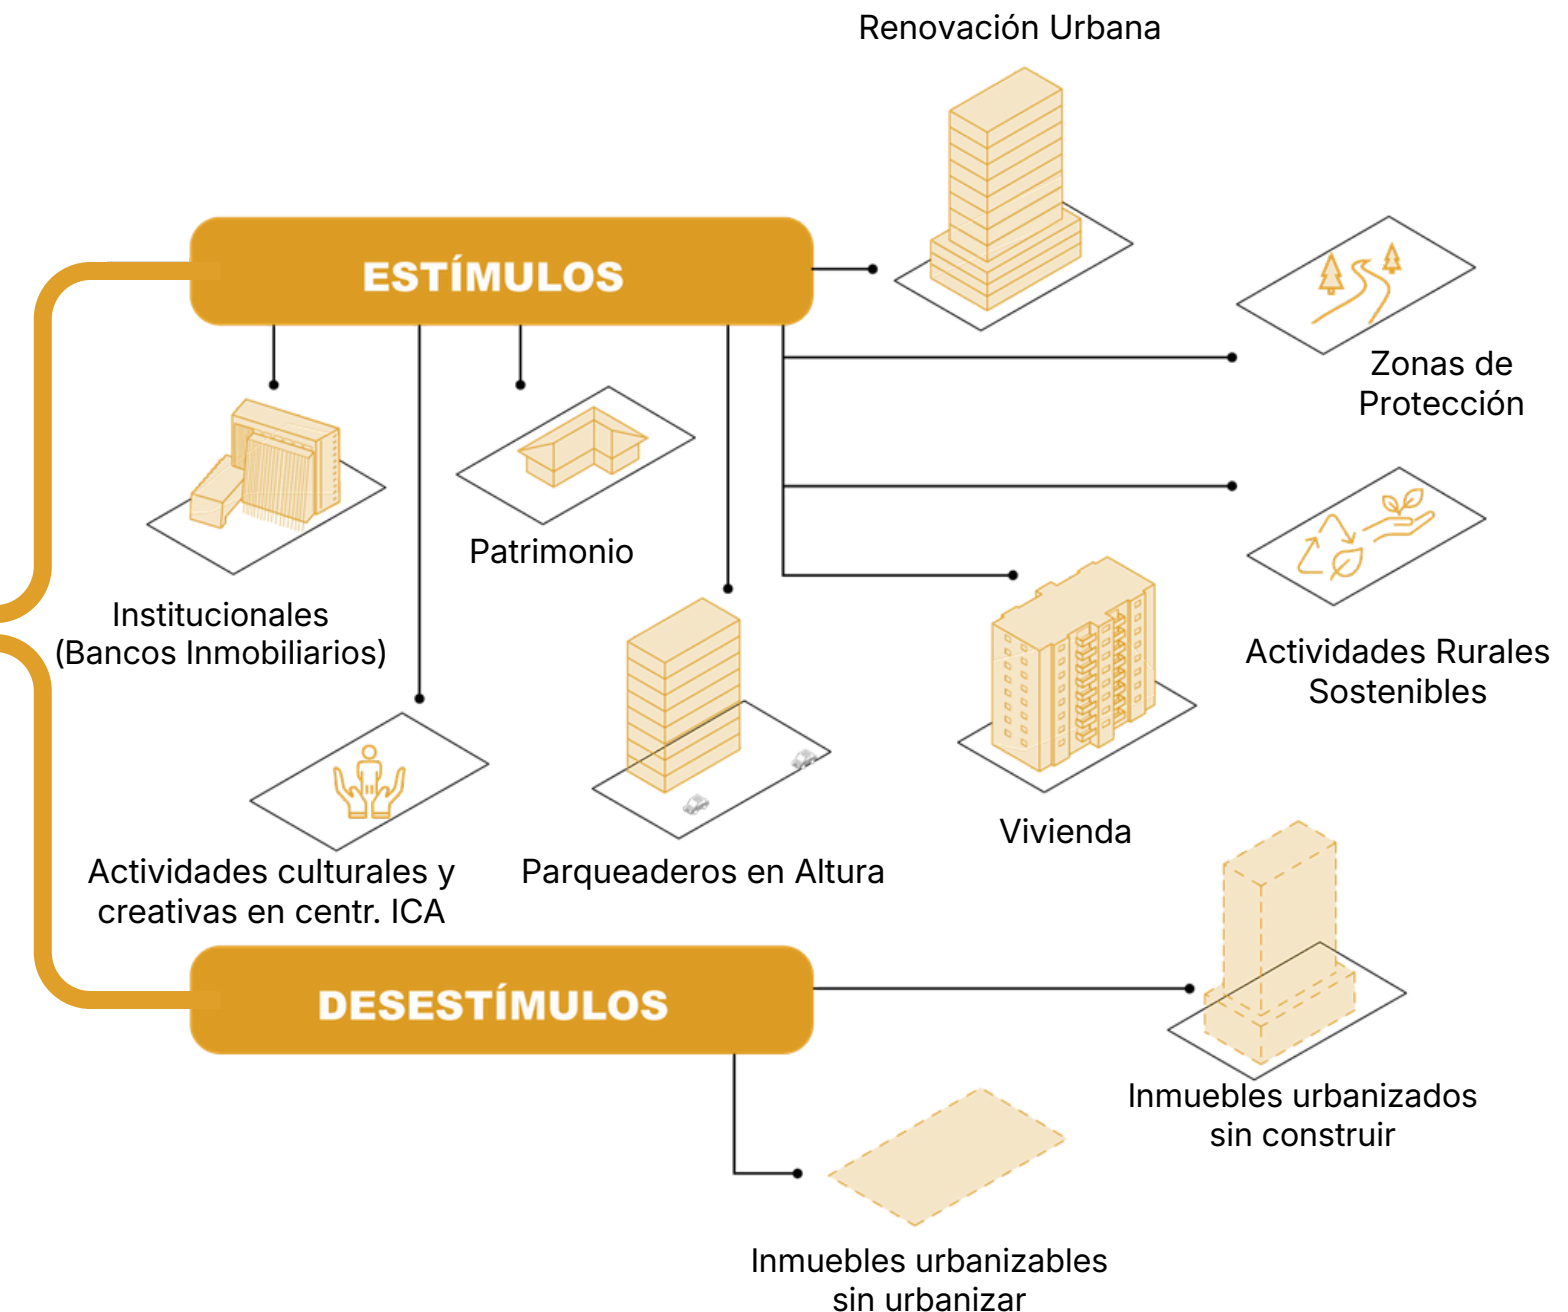 Renovación Urbana
ESTÍMULOS
Zonas de
Protección
Patrimonio
Institucionales
(Bancos Inmobiliarios)
Actividades Rurales
Sostenibles
Vivienda
Actividades culturales y
creativas en centr. ICA
Parqueaderos en Altura
DESESTÍMULOS
Inmuebles urbanizados
sin construir
Inmuebles urbanizables
sin urbanizar